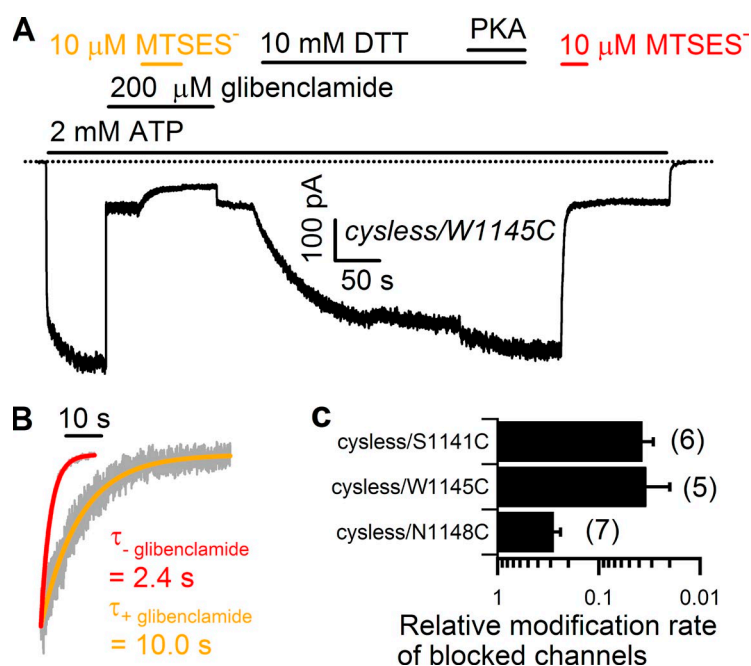 A
PKA
10 μM MTSES⁻
10 mM DTT
10 μM MTSES⁻
200 μM glibenclamide
2 mM ATP
100 pA
cysless/W1145C
50 s
B
10 s
τ- glibenclamide
= 2.4 s
τ+ glibenclamide
= 10.0 s
C
cysless/S1141C
(6)
cysless/W1145C
(5)
cysless/N1148C
(7)
1
0.1
0.01
Relative modification rate
of blocked channels